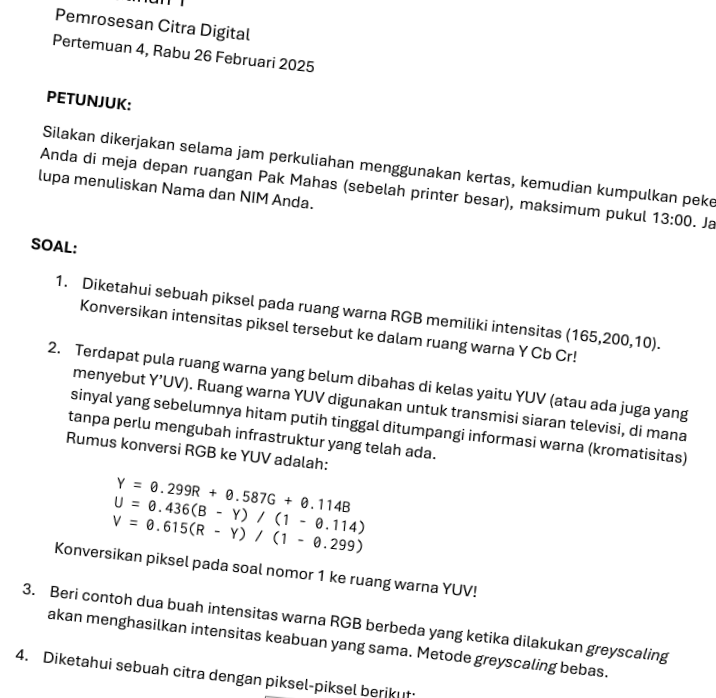 Pemrosesan Citra Digital
Pertemuan 4, Rabu 26 Februari 2025
PETUNJUK:
Silakan dikerjakan selama jam perkuliahan menggunakan kertas, kemudian kumpulkan peke
Anda di meja depan ruangan Pak Mahas (sebelah printer besar), maksimum pukul 13:00. Ja
lupa menuliskan Nama dan NIM Anda.
SOAL:
1. Diketahui sebuah piksel pada ruang warna RGB memiliki intensitas (165,200,10).
Konversikan intensitas piksel tersebut ke dalam ruang warna Y Cb Cr!
2. Terdapat pula ruang warna yang belum dibahas di kelas yaitu YUV (atau ada juga yang
menyebut Y’UV). Ruang warna YUV digunakan untuk transmisi siaran televisi, di mana
sinyal yang sebelumnya hitam putih tinggal ditumpangi informasi warna (kromatisitas)
tanpa perlu mengubah infrastruktur yang telah ada.
Rumus konversi RGB ke YUV adalah:
Y = 0.299R + 0.587G + 0.114B
U = 0.436(B - Y) / (1 - 0.114)
V = 0.615(R - Y) / (1 - 0.299)
Konversikan piksel pada soal nomor 1 ke ruang warna YUV!
3. Beri contoh dua buah intensitas warna RGB berbeda yang ketika dilakukan greyscaling
akan menghasilkan intensitas keabuan yang sama. Metode greyscaling bebas.
4. Diketahui sebuah citra dengan piksel-piksel berikut: